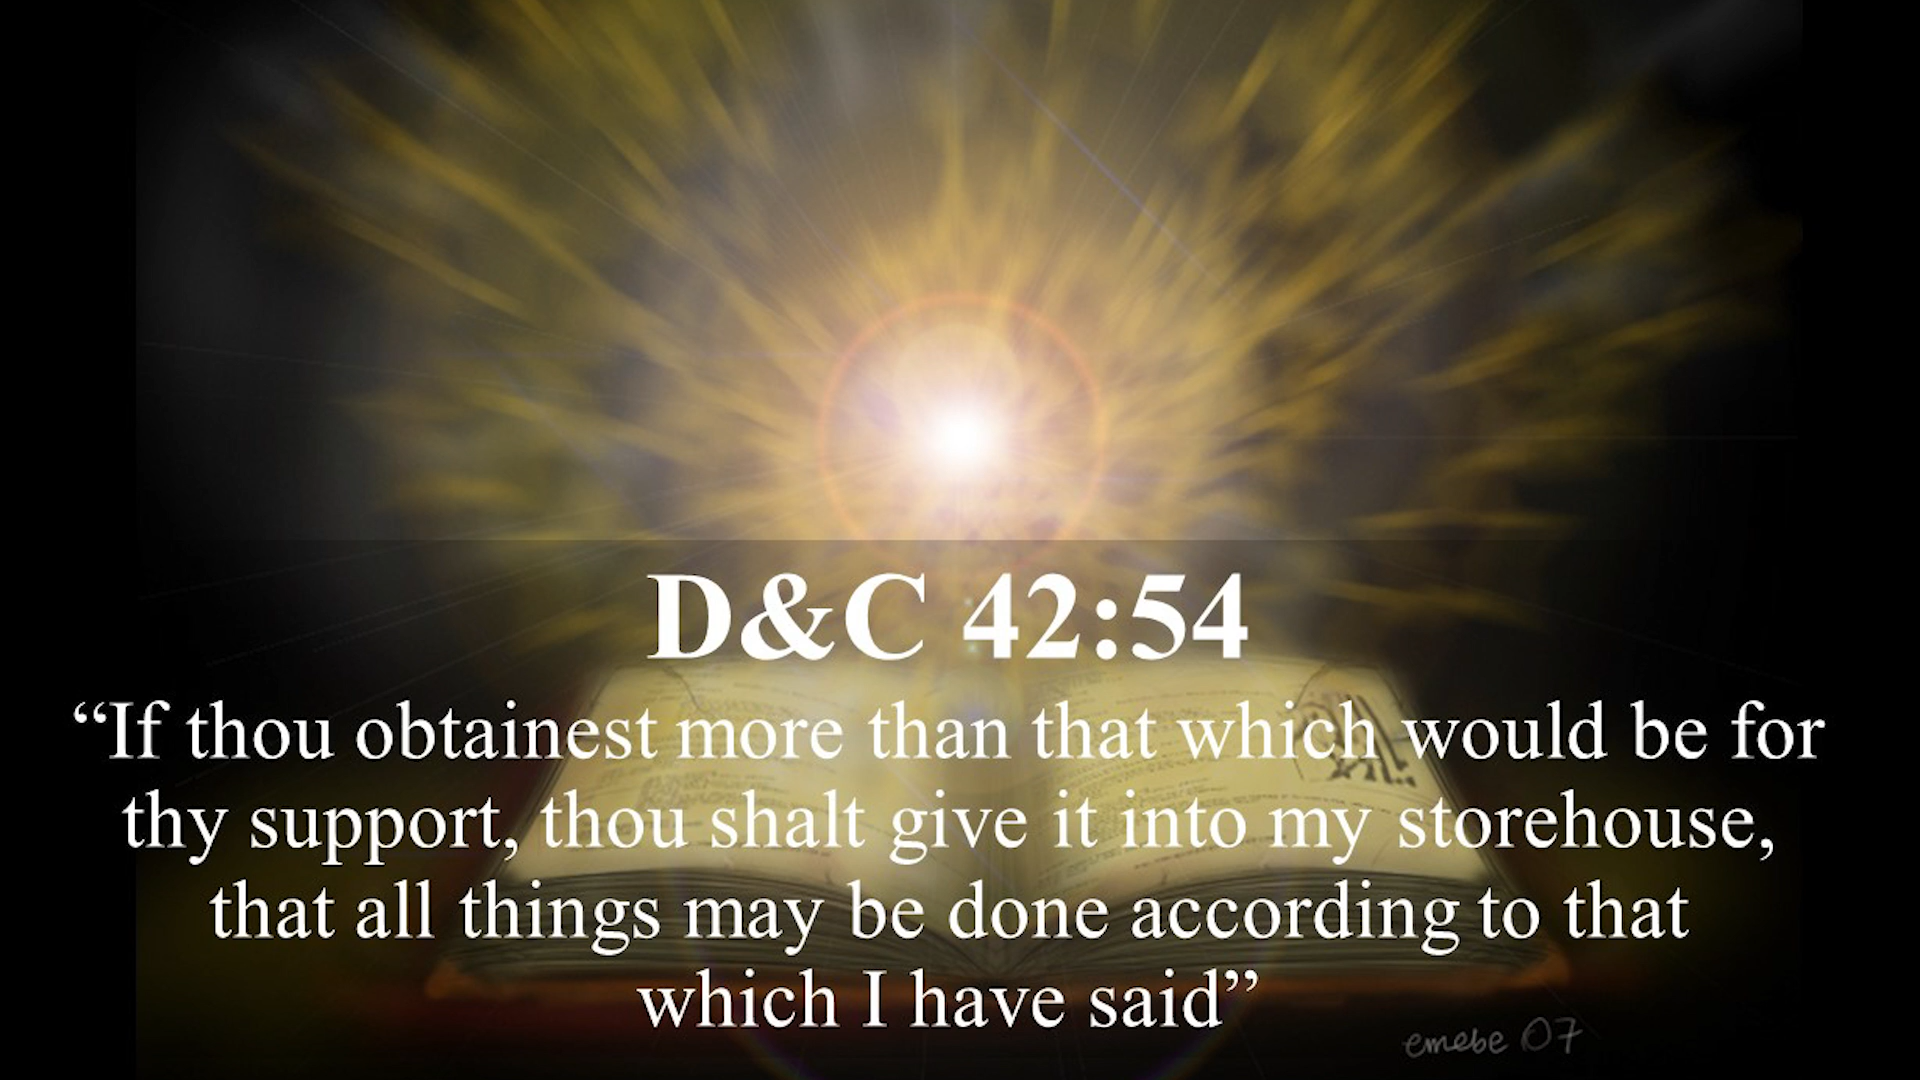 D&C 42:54
“If thou obtainest more than that which would be for
thy support, thou shalt give it into my storehouse,
that all things may be done according to that
which I have said”
emebe 07